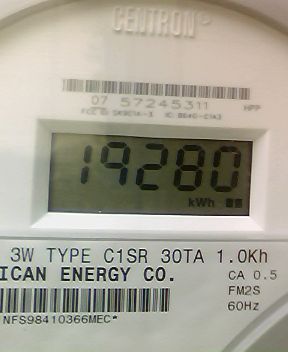 CENTRON
07 57245311 HPP
19280
kWh
3W TYPE C1SR 30TA 1.0Kh
ICAN ENERGY CO. CA 0.5
FM2S
60Hz
NFS98410366MEC*